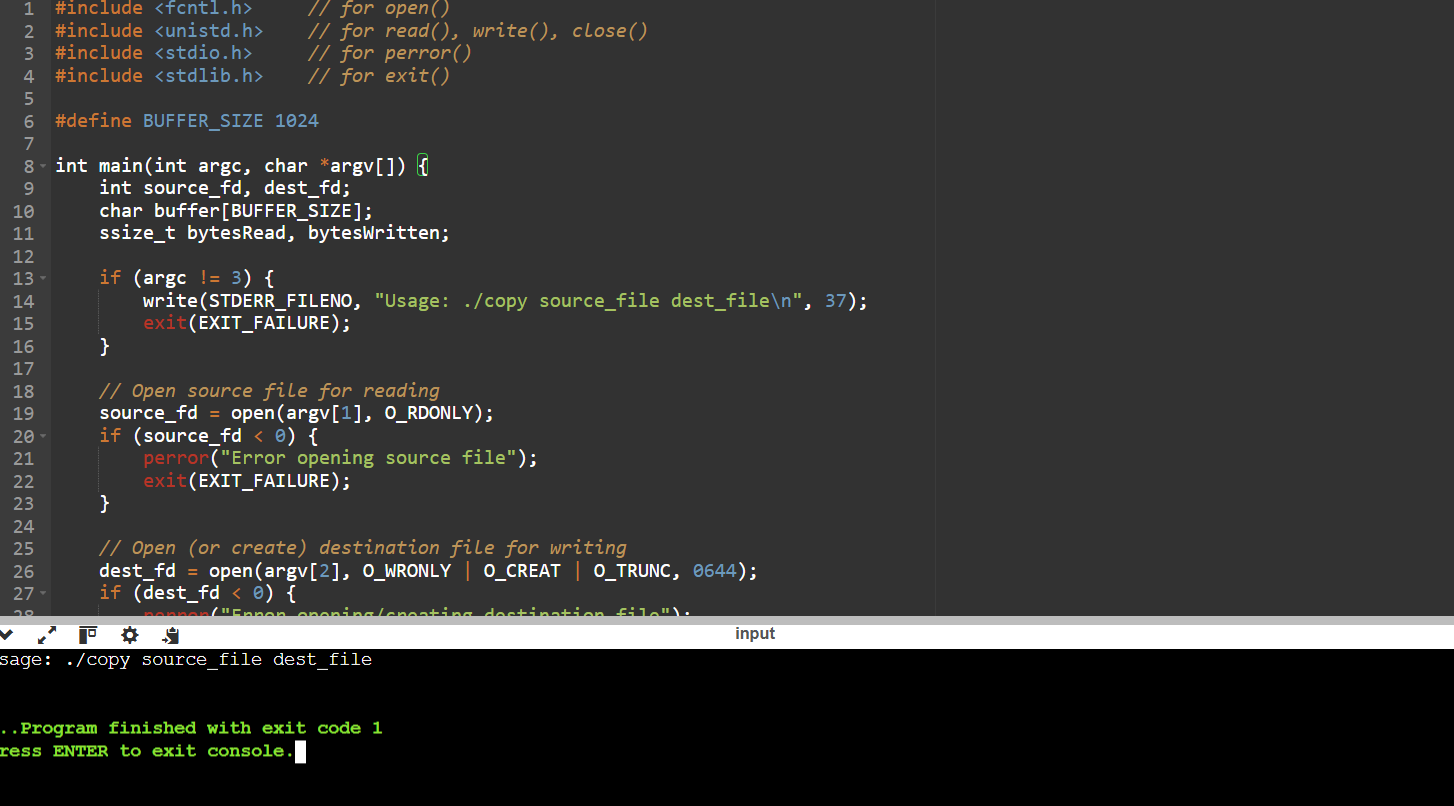 1 #include <fcntl.h>     // for open()
2 #include <unistd.h>    // for read(), write(), close()
3 #include <stdio.h>     // for perror()
4 #include <stdlib.h>    // for exit()
5
6 #define BUFFER_SIZE 1024
7
8 int main(int argc, char *argv[]) {
9     int source_fd, dest_fd;
10     char buffer[BUFFER_SIZE];
11     ssize_t bytesRead, bytesWritten;
12
13     if (argc != 3) {
14         write(STDERR_FILENO, "Usage: ./copy source_file dest_file\n", 37);
15         exit(EXIT_FAILURE);
16     }
17
18     // Open source file for reading
19     source_fd = open(argv[1], O_RDONLY);
20     if (source_fd < 0) {
21         perror("Error opening source file");
22         exit(EXIT_FAILURE);
23     }
24
25     // Open (or create) destination file for writing
26     dest_fd = open(argv[2], O_WRONLY | O_CREAT | O_TRUNC, 0644);
27     if (dest_fd < 0) {
28         perror("Error opening/creating destination file");
input
sage: ./copy source_file dest_file
..Program finished with exit code 1
ress ENTER to exit console.